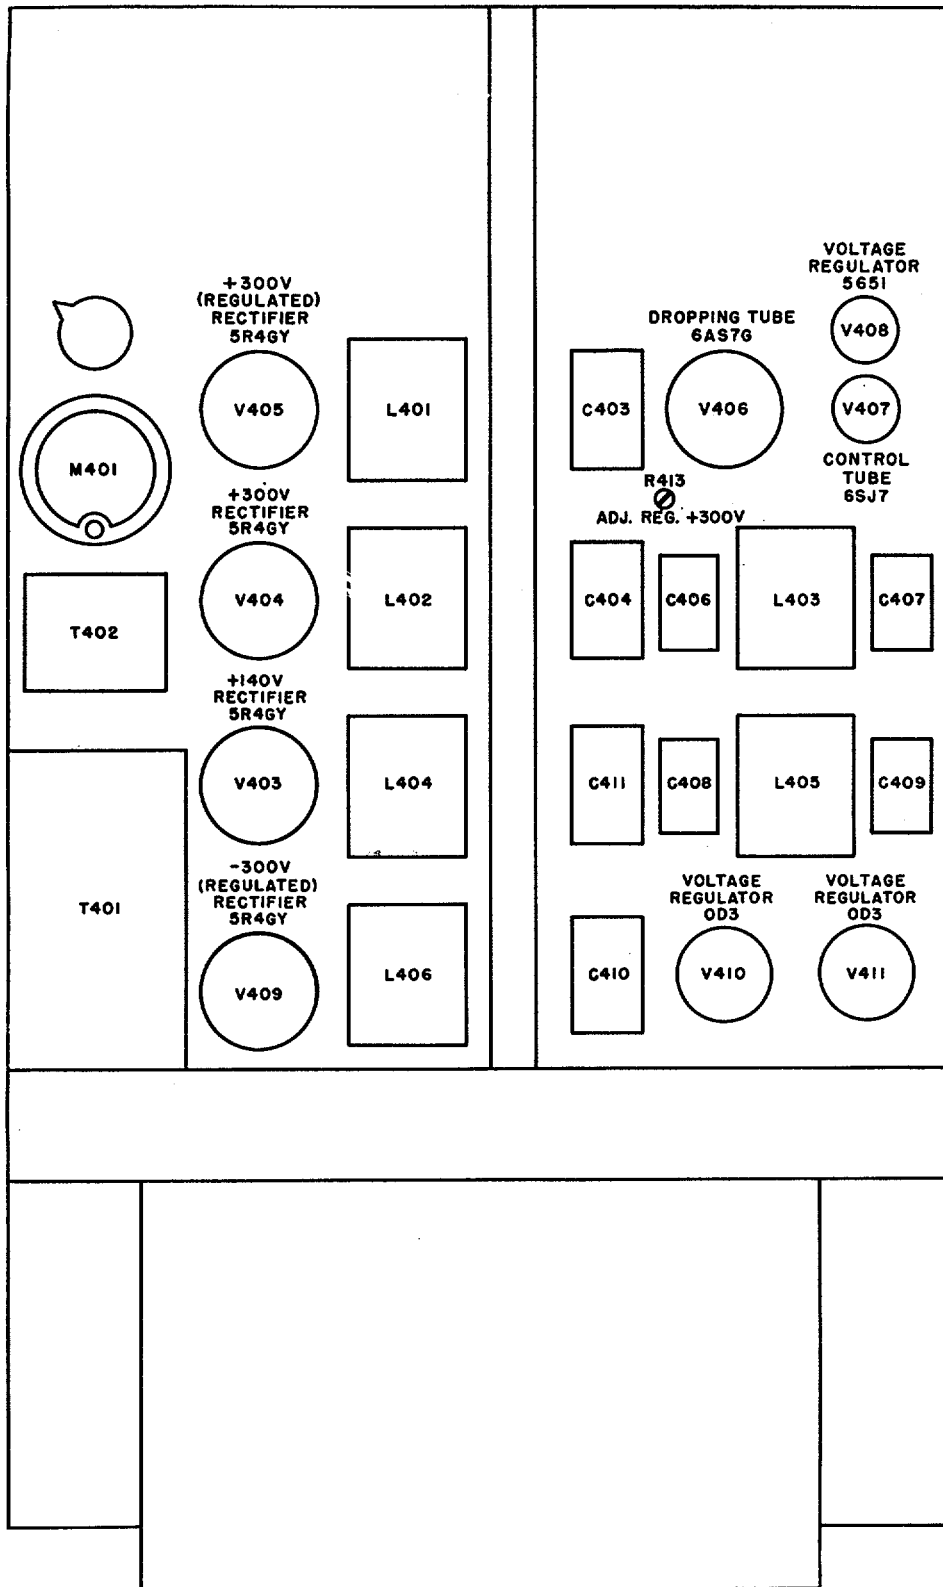 +300V
(REGULATED)
RECTIFIER
5R4GY
V405
L401
M401
+300V
RECTIFIER
5R4GY
V404
L402
T402
+140V
RECTIFIER
5R4GY
V403
L404
-300V
(REGULATED)
RECTIFIER
5R4GY
T401
V409
L406
VOLTAGE
REGULATOR
5651
V408
DROPPING TUBE
6AS7G
C403
V406
V407
CONTROL
TUBE
6SJ7
R413
ADJ. REG. +300V
C404
C406
L403
C407
C411
C408
L405
C409
VOLTAGE
REGULATOR
OD3
VOLTAGE
REGULATOR
OD3
C410
V410
V411